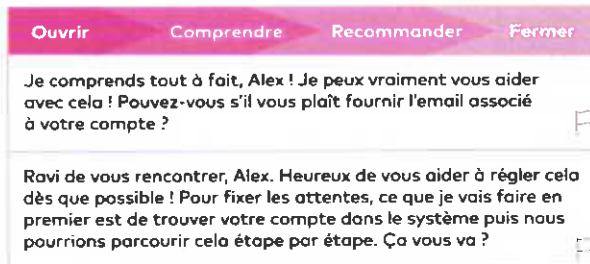 Ouvrir Comprendre Recommander Fermer
Je comprends tout à fait, Alex ! Je peux vraiment vous aider
avec cela ! Pouvez-vous s'il vous plaît fournir l'email associé
à votre compte ?
Ravi de vous rencontrer, Alex. Heureux de vous aider à régler cela
dès que possible ! Pour fixer les attentes, ce que je vais faire en
premier est de trouver votre compte dans le système puis nous
pourrions parcourir cela étape par étape. Ça vous va ?